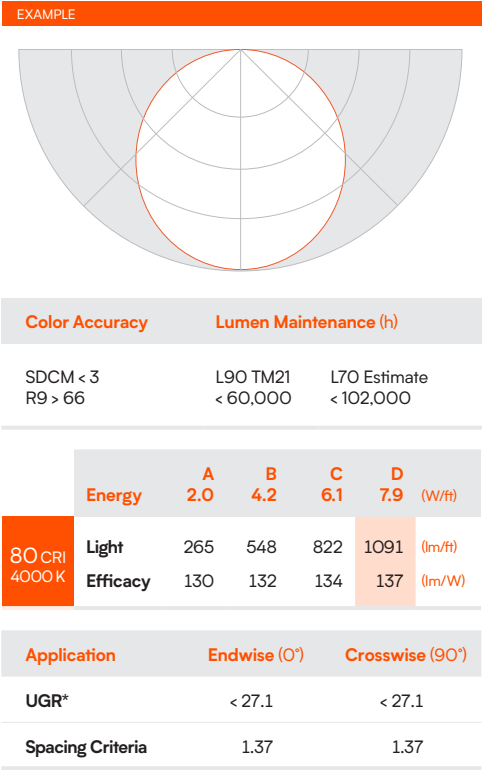 EXAMPLE
Color Accuracy Lumen Maintenance (h)
SDCM < 3 L90 TM21 L70 Estimate
R9 > 66 < 60,000 < 102,000
A B C D
Energy 2.0 4.2 6.1 7.9 (W/ft)
80 CRI Light 265 548 822 1091 (lm/ft)
4000 K Efficacy 130 132 134 137 (lm/W)
Application Endwise (0°) Crosswise (90°)
UGR* < 27.1 < 27.1
Spacing Criteria 1.37 1.37